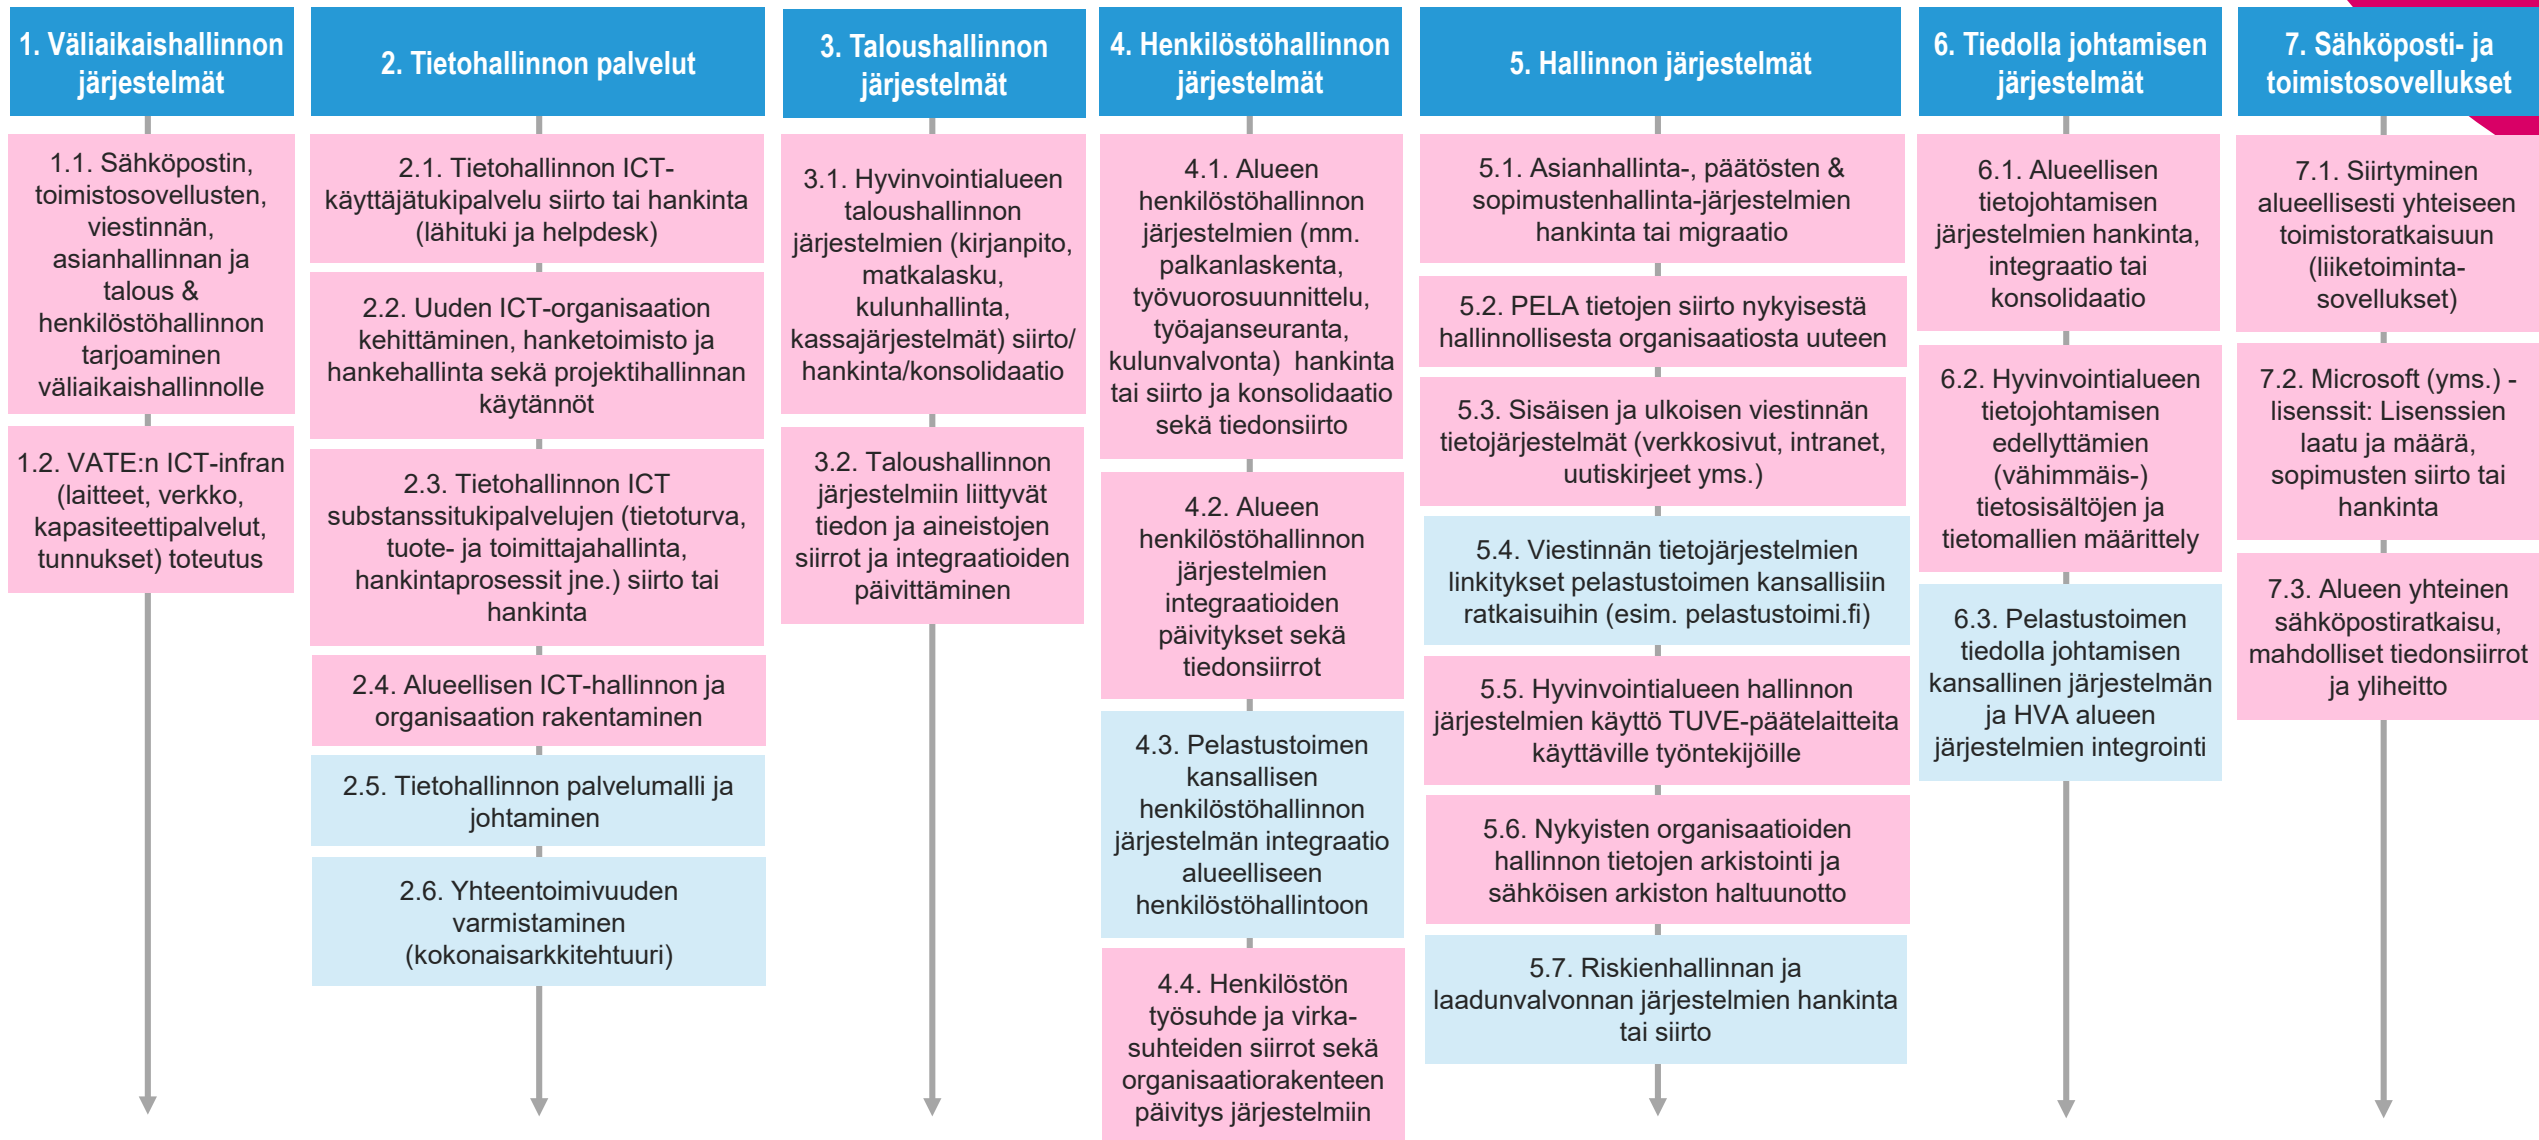 1. Väliaikaishallinnon
järjestelmät
1.1. Sähköpostin,
toimistosovellusten,
viestinnän,
asianhallinnan ja
talous &
henkilöstöhallinnon
tarjoaminen
väliaikaishallinnolle
1.2. VATE:n ICT-infran
(laitteet, verkko,
kapasiteettipalvelut,
tunnukset) toteutus
2. Tietohallinnon palvelut
2.1. Tietohallinnon ICT-
käyttäjätukipalvelu siirto tai hankinta
(lähituki ja helpdesk)
2.2. Uuden ICT-organisaation
kehittäminen, hanketoimisto ja
hankehallinta sekä projektihallinnan
käytännöt
2.3. Tietohallinnon ICT
substanssitukipalvelujen (tietoturva,
tuote- ja toimittajahallinta,
hankintaprosessit jne.) siirto tai
hankinta
2.4. Alueellisen ICT-hallinnon ja
organisaation rakentaminen
2.5. Tietohallinnon palvelumalli ja
johtaminen
2.6. Yhteentoimivuuden
varmistaminen
(kokonaisarkkitehtuuri)
3. Taloushallinnon
järjestelmät
3.1. Hyvinvointialueen
taloushallinnon
järjestelmien (kirjanpito,
matkalasku,
kulunhallinta,
kassajärjestelmät) siirto/
hankinta/konsolidaatio
3.2. Taloushallinnon
järjestelmiin liittyvät
tiedon ja aineistojen
siirrot ja integraatioiden
päivittäminen
4. Henkilöstöhallinnon
järjestelmät
4.1. Alueen
henkilöstöhallinnon
järjestelmien (mm.
palkanlaskenta,
työvuorosuunnittelu,
työajanseuranta,
kulunvalvonta) hankinta
tai siirto ja konsolidaatio
sekä tiedonsiirto
4.2. Alueen
henkilöstöhallinnon
järjestelmien
integraatioiden
päivitykset sekä
tiedonsiirrot
4.3. Pelastustoimen
kansallisen
henkilöstöhallinnon
järjestelmän integraatio
alueelliseen
henkilöstöhallintoon
4.4. Henkilöstön
työsuhde ja virka-
suhteiden siirrot sekä
organisaatiorakenteen
päivitys järjestelmiin
5. Hallinnon järjestelmät
5.1. Asianhallinta-, päätösten &
sopimustenhallinta-järjestelmien
hankinta tai migraatio
5.2. PELA tietojen siirto nykyisestä
hallinnollisesta organisaatiosta uuteen
5.3. Sisäisen ja ulkoisen viestinnän
tietojärjestelmät (verkkosivut, intranet,
uutiskirjeet yms.)
5.4. Viestinnän tietojärjestelmien
linkitykset pelastustoimen kansallisiin
ratkaisuihin (esim. pelastustoimi.fi)
5.5. Hyvinvointialueen hallinnon
järjestelmien käyttö TUVE-päätelaitteita
käyttäville työntekijöille
5.6. Nykyisten organisaatioiden
hallinnon tietojen arkistointi ja
sähköisen arkiston haltuunotto
5.7. Riskienhallinnan ja
laadunvalvonnan järjestelmien hankinta
tai siirto
6. Tiedolla johtamisen
järjestelmät
6.1. Alueellisen
tietojohtamisen
järjestelmien hankinta,
integraatio tai
konsolidaatio
6.2. Hyvinvointialueen
tietojohtamisen
edellyttämien
(vähimmäis-)
tietosisältöjen ja
tietomallien määrittely
6.3. Pelastustoimen
tiedolla johtamisen
kansallinen järjestelmän
ja HVA alueen
järjestelmien integrointi
7. Sähköposti- ja
toimistosovellukset
7.1. Siirtyminen
alueellisesti yhteiseen
toimistoratkaisuun
(liiketoiminta-
sovellukset)
7.2. Microsoft (yms.) -
lisenssit: Lisenssien
laatu ja määrä,
sopimusten siirto tai
hankinta
7.3. Alueen yhteinen
sähköpostiratkaisu,
mahdolliset tiedonsiirrot
ja yliheitto